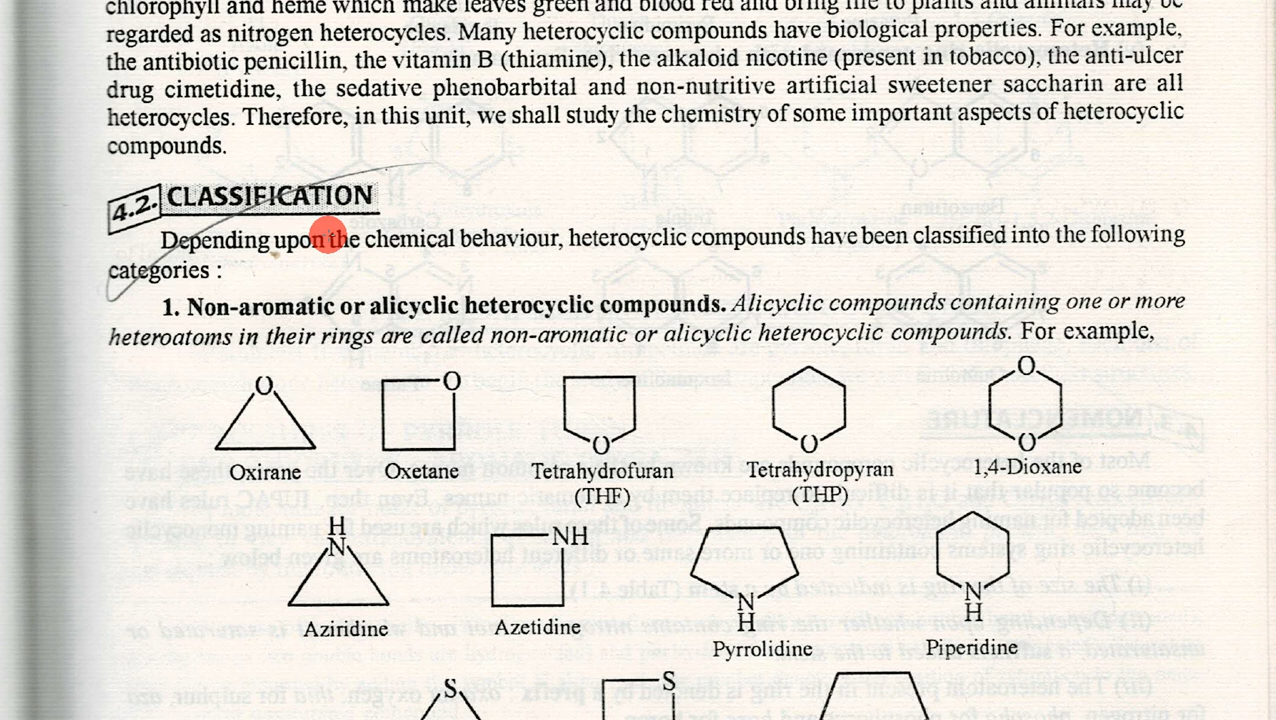 chlorophyll and heme which make leaves green and blood red and bring life to plants and animals may be
regarded as nitrogen heterocycles. Many heterocyclic compounds have biological properties. For example,
the antibiotic penicillin, the vitamin B (thiamine), the alkaloid nicotine (present in tobacco), the anti-ulcer
drug cimetidine, the sedative phenobarbital and non-nutritive artificial sweetener saccharin are all
heterocycles. Therefore, in this unit, we shall study the chemistry of some important aspects of heterocyclic
compounds.
4.2. CLASSIFICATION
Depending upon the chemical behaviour, heterocyclic compounds have been classified into the following
categories :
1. Non-aromatic or alicyclic heterocyclic compounds. Alicyclic compounds containing one or more
heteroatoms in their rings are called non-aromatic or alicyclic heterocyclic compounds. For example,
O O O O O O
Oxirane Oxetane Tetrahydrofuran Tetrahydropyran 1,4-Dioxane
(THF) (THP)
H
N NH N N
H H
Aziridine Azetidine Pyrrolidine Piperidine
S S